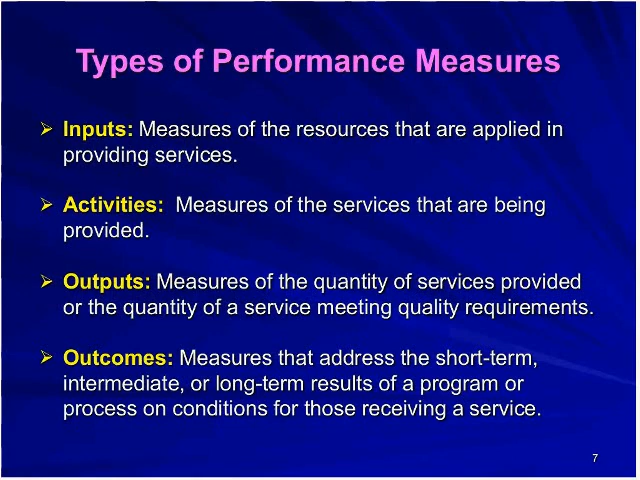 Types of Performance Measures
Inputs: Measures of the resources that are applied in
providing services.
Activities: Measures of the services that are being
provided.
Outputs: Measures of the quantity of services provided
or the quantity of a service meeting quality requirements.
Outcomes: Measures that address the short-term,
intermediate, or long-term results of a program or
process on conditions for those receiving a service.
7